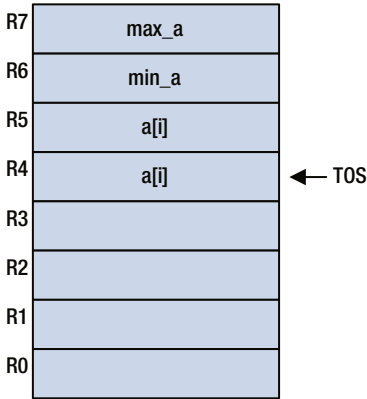 R7 max_a
R6 min_a
R5 a[i]
R4 a[i] TOS
R3
R2
R1
R0